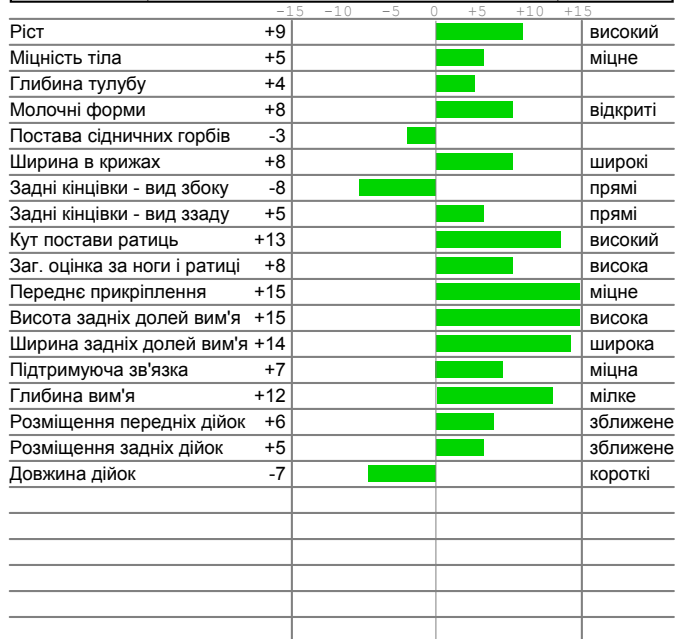 -15 -10 -5 0 +5 +10 +15
Ріст +9 високий
Міцність тіла +5 міцне
Глибина тулубу +4
Молочні форми +8 відкриті
Постава сідничних горбів -3
Ширина в крижах +8 широкі
Задні кінцівки - вид збоку -8 прямі
Задні кінцівки - вид ззаду +5 прямі
Кут постави ратиць +13 високий
Заг. оцінка за ноги і ратиці +8 висока
Переднє прикріплення +15 міцне
Висота задніх долей вим'я +15 висока
Ширина задніх долей вим'я +14 широка
Підтримуюча зв'язка +7 міцна
Глибина вим'я +12 мілке
Розміщення передніх дійок +6 зближене
Розміщення задніх дійок +5 зближене
Довжина дійок -7 короткі